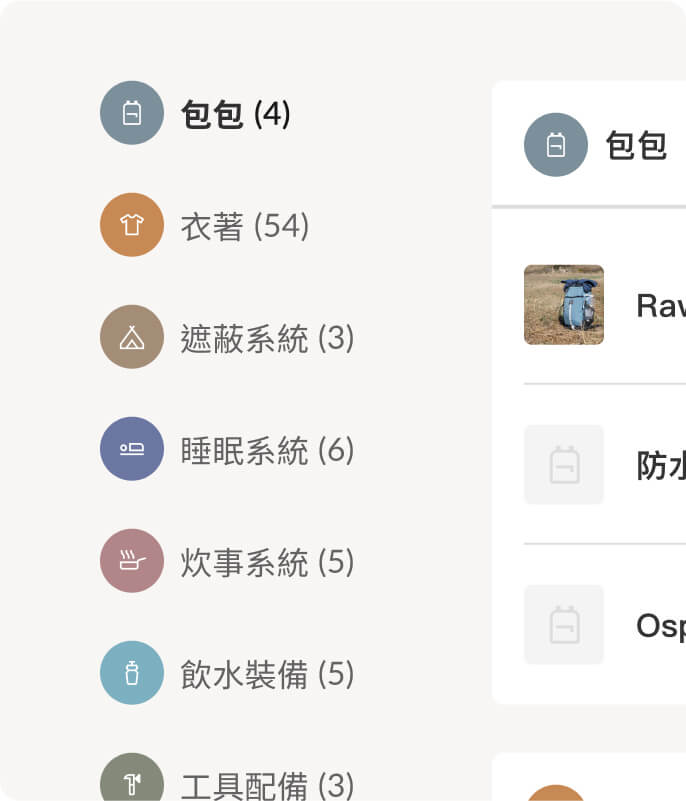 包包 (4)
衣著 (54)
遮蔽系統 (3)
睡眠系統 (6)
炊事系統 (5)
飲水裝備 (5)
工具配備 (3)
包包
Rav
防水
Osp